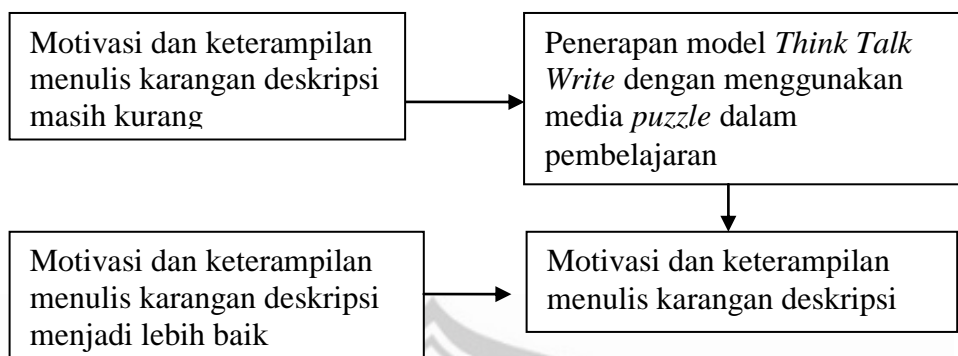 Motivasi dan keterampilan
menulis karangan deskripsi
masih kurang
Penerapan model Think Talk
Write dengan menggunakan
media puzzle dalam
pembelajaran
Motivasi dan keterampilan
menulis karangan deskripsi
menjadi lebih baik
Motivasi dan keterampilan
menulis karangan deskripsi